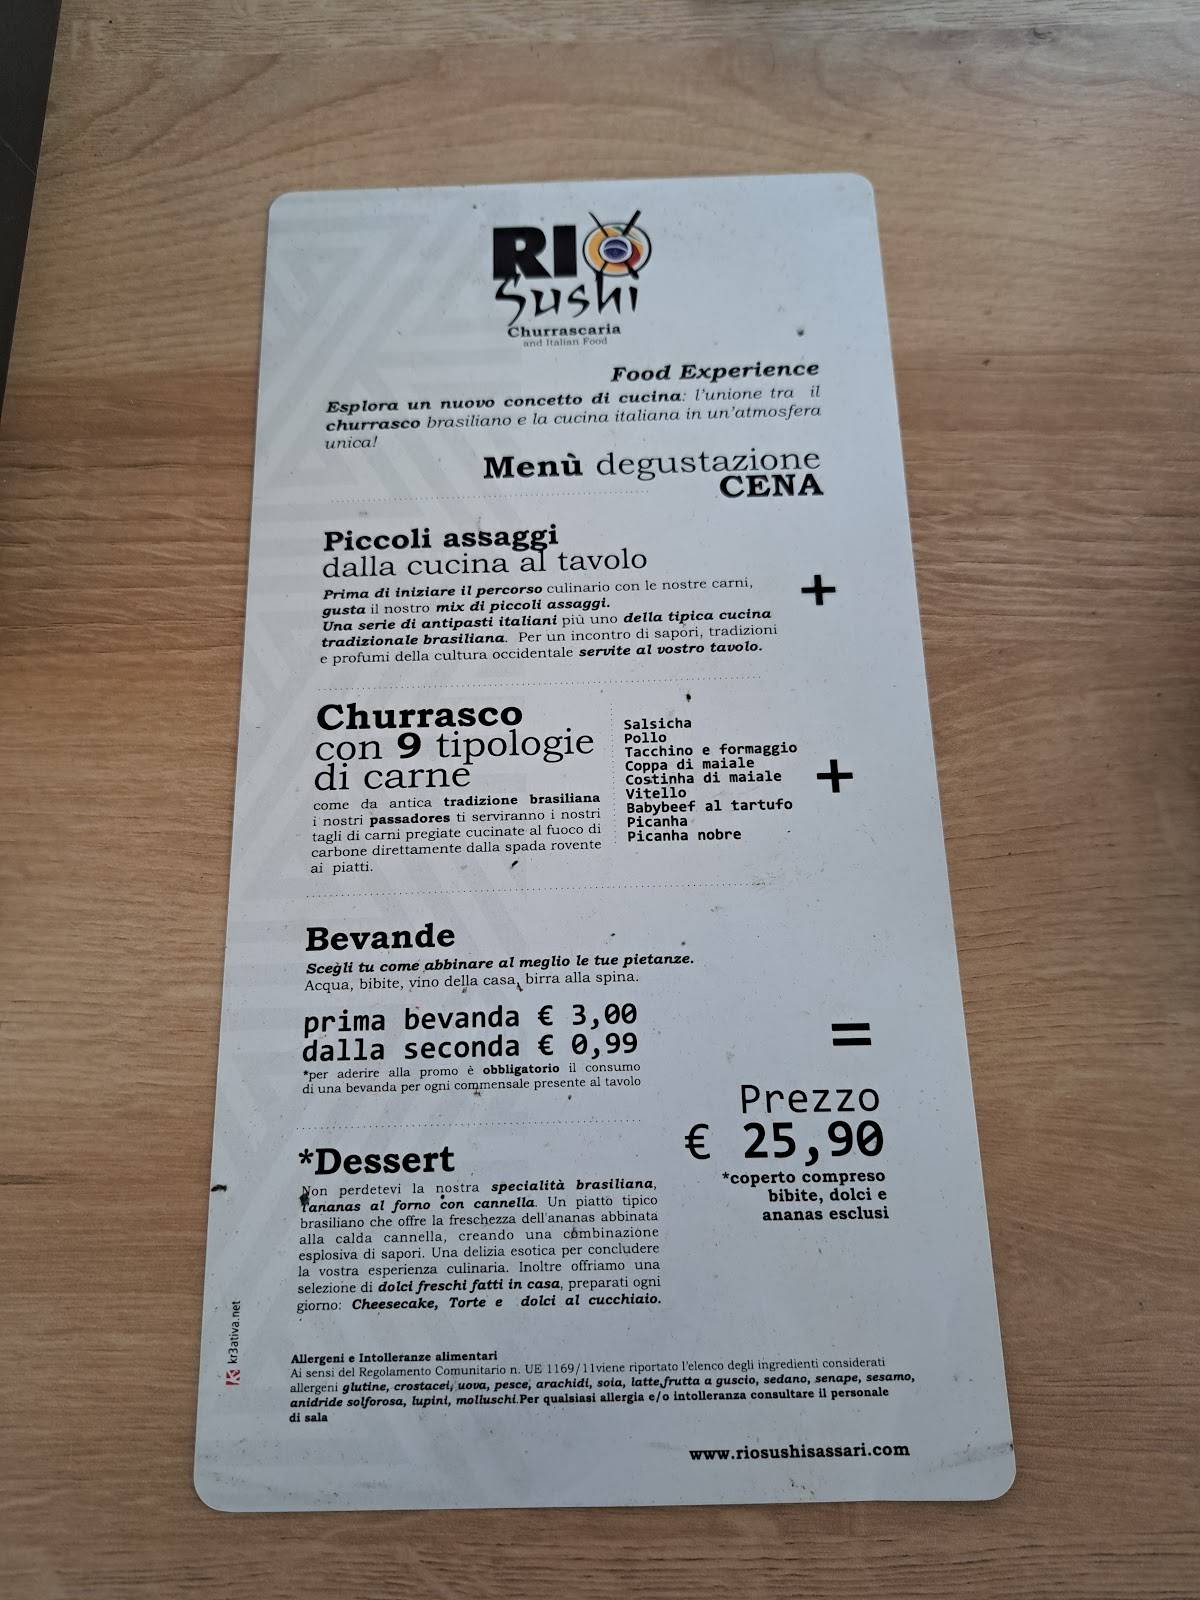 RIO
Sushi
Churrascaria
and Italian Food
Food Experience
Esplora un nuovo concetto di cucina: l'unione tra il
churrasco brasiliano e la cucina italiana in un'atmosfera
unica!
Menù degustazione
CENA
Piccoli assaggi
dalla cucina al tavolo
Prima di iniziare il percorso culinario con le nostre carni,
gusta il nostro mix di piccoli assaggi.
Una serie di antipasti italiani più uno della tipica cucina
tradizionale brasiliana. Per un incontro di sapori, tradizioni
e profumi della cultura occidentale servite al vostro tavolo.
+
Churrasco
con 9 tipologie
di carne
come da antica tradizione brasiliana
i nostri passadores ti serviranno i nostri
tagli di carni pregiate cucinate al fuoco di
carbone direttamente dalla spada rovente
ai piatti.
Salsicha
Pollo
Tacchino e formaggio
Coppa di maiale
Costinha di maiale
Vitello
Babybeef al tartufo
Picanha
Picanha nobre
+
Bevande
Scegli tu come abbinare al meglio le tue pietanze.
Acqua, bibite, vino della casa, birra alla spina.
prima bevanda € 3,00
dalla seconda € 0,99
*per aderire alla promo è obbligatorio il consumo
di una bevanda per ogni commensale presente al tavolo
=
Prezzo
€ 25,90
*coperto compreso
bibite, dolci e
ananas esclusi
*Dessert
Non perdetevi la nostra specialità brasiliana,
l'ananas al forno con cannella. Un piatto tipico
brasiliano che offre la freschezza dell'ananas abbinata
alla calda cannella, creando una combinazione
esplosiva di sapori. Una delizia esotica per concludere
la vostra esperienza culinaria. Inoltre offriamo una
selezione di dolci freschi fatti in casa, preparati ogni
giorno: Cheesecake, Torte e dolci al cucchiaio.
kr3ativa.net
Allergeni e Intolleranze alimentari
Ai sensi del Regolamento Comunitario n. UE 1169/11viene riportato l'elenco degli ingredienti considerati
allergeni glutine, crostacei, uova, pesce, arachidi, soia, latte,frutta a guscio, sedano, senape, sesamo,
anidride solforosa, lupini, molluschi.Per qualsiasi allergia e/o intolleranza consultare il personale
di sala
www.riosushisassari.com